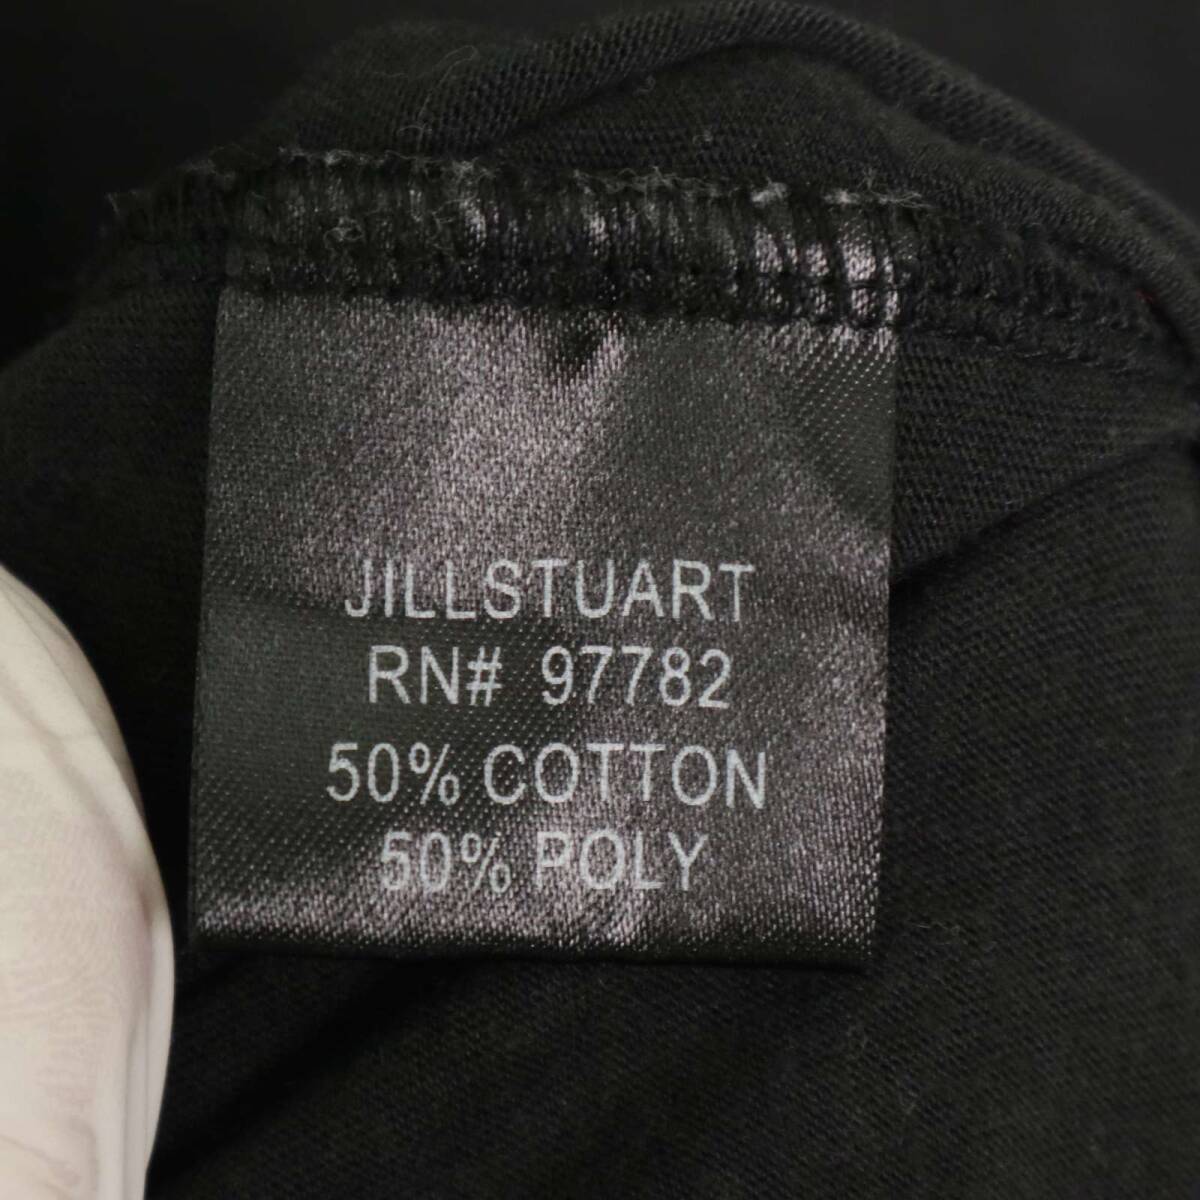 JILLSTUART
RN# 97782
50% COTTON
50% POLY